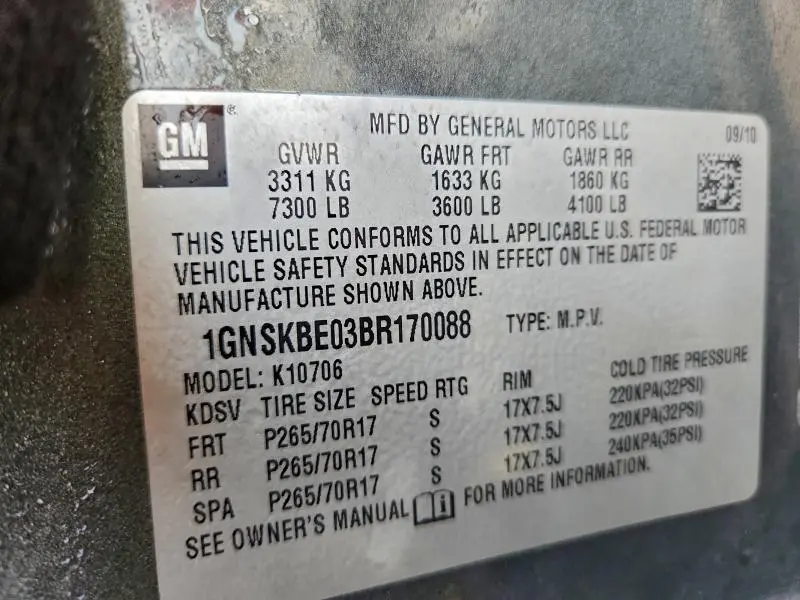 GM ®
MFD BY GENERAL MOTORS LLC 09/10
GVWR GAWR FRT GAWR RR
3311 KG 1633 KG 1860 KG
7300 LB 3600 LB 4100 LB
THIS VEHICLE CONFORMS TO ALL APPLICABLE U.S. FEDERAL MOTOR
VEHICLE SAFETY STANDARDS IN EFFECT ON THE DATE OF
MANUFACTURE SHOWN ABOVE.
1GNSKBE03BR170088 TYPE: M.P.V.
MODEL: K10706
KDSV TIRE SIZE SPEED RTG RIM COLD TIRE PRESSURE
FRT P265/70R17 S 17X7.5J 220KPA(32PSI)
RR P265/70R17 S 17X7.5J 220KPA(32PSI)
SPA P265/70R17 S 17X7.5J 240KPA(35PSI)
SEE OWNER'S MANUAL i FOR MORE INFORMATION.